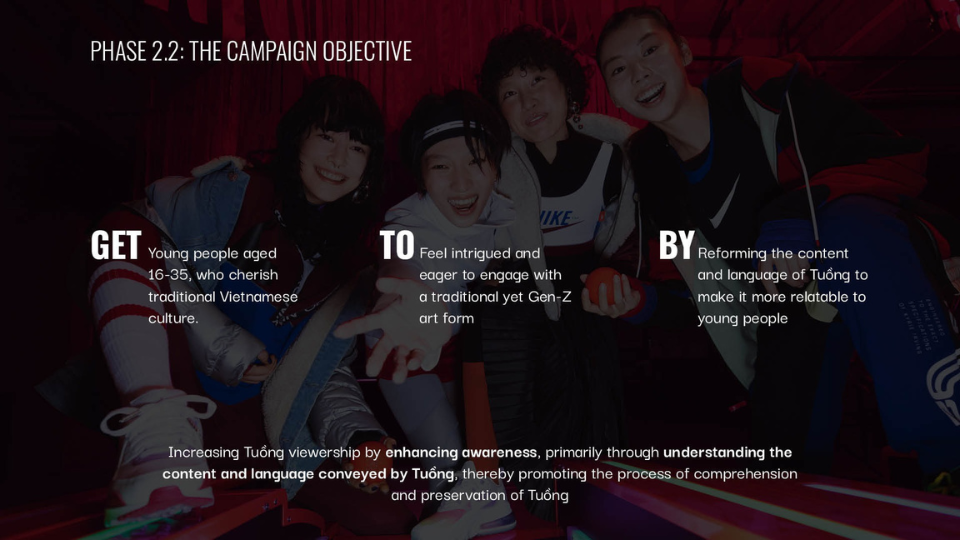 PHASE 2.2: THE CAMPAIGN OBJECTIVE
GET Young people aged
16-35, who cherish
traditional Vietnamese
culture.
TO Feel intrigued and
eager to engage with
a traditional yet Gen-Z
art form
BY Reforming the content
and language of Tuồng to
make it more relatable to
young people
NIKE
Increasing Tuồng viewership by enhancing awareness, primarily through understanding the
content and language conveyed by Tuồng, thereby promoting the process of comprehension
and preservation of Tuồng